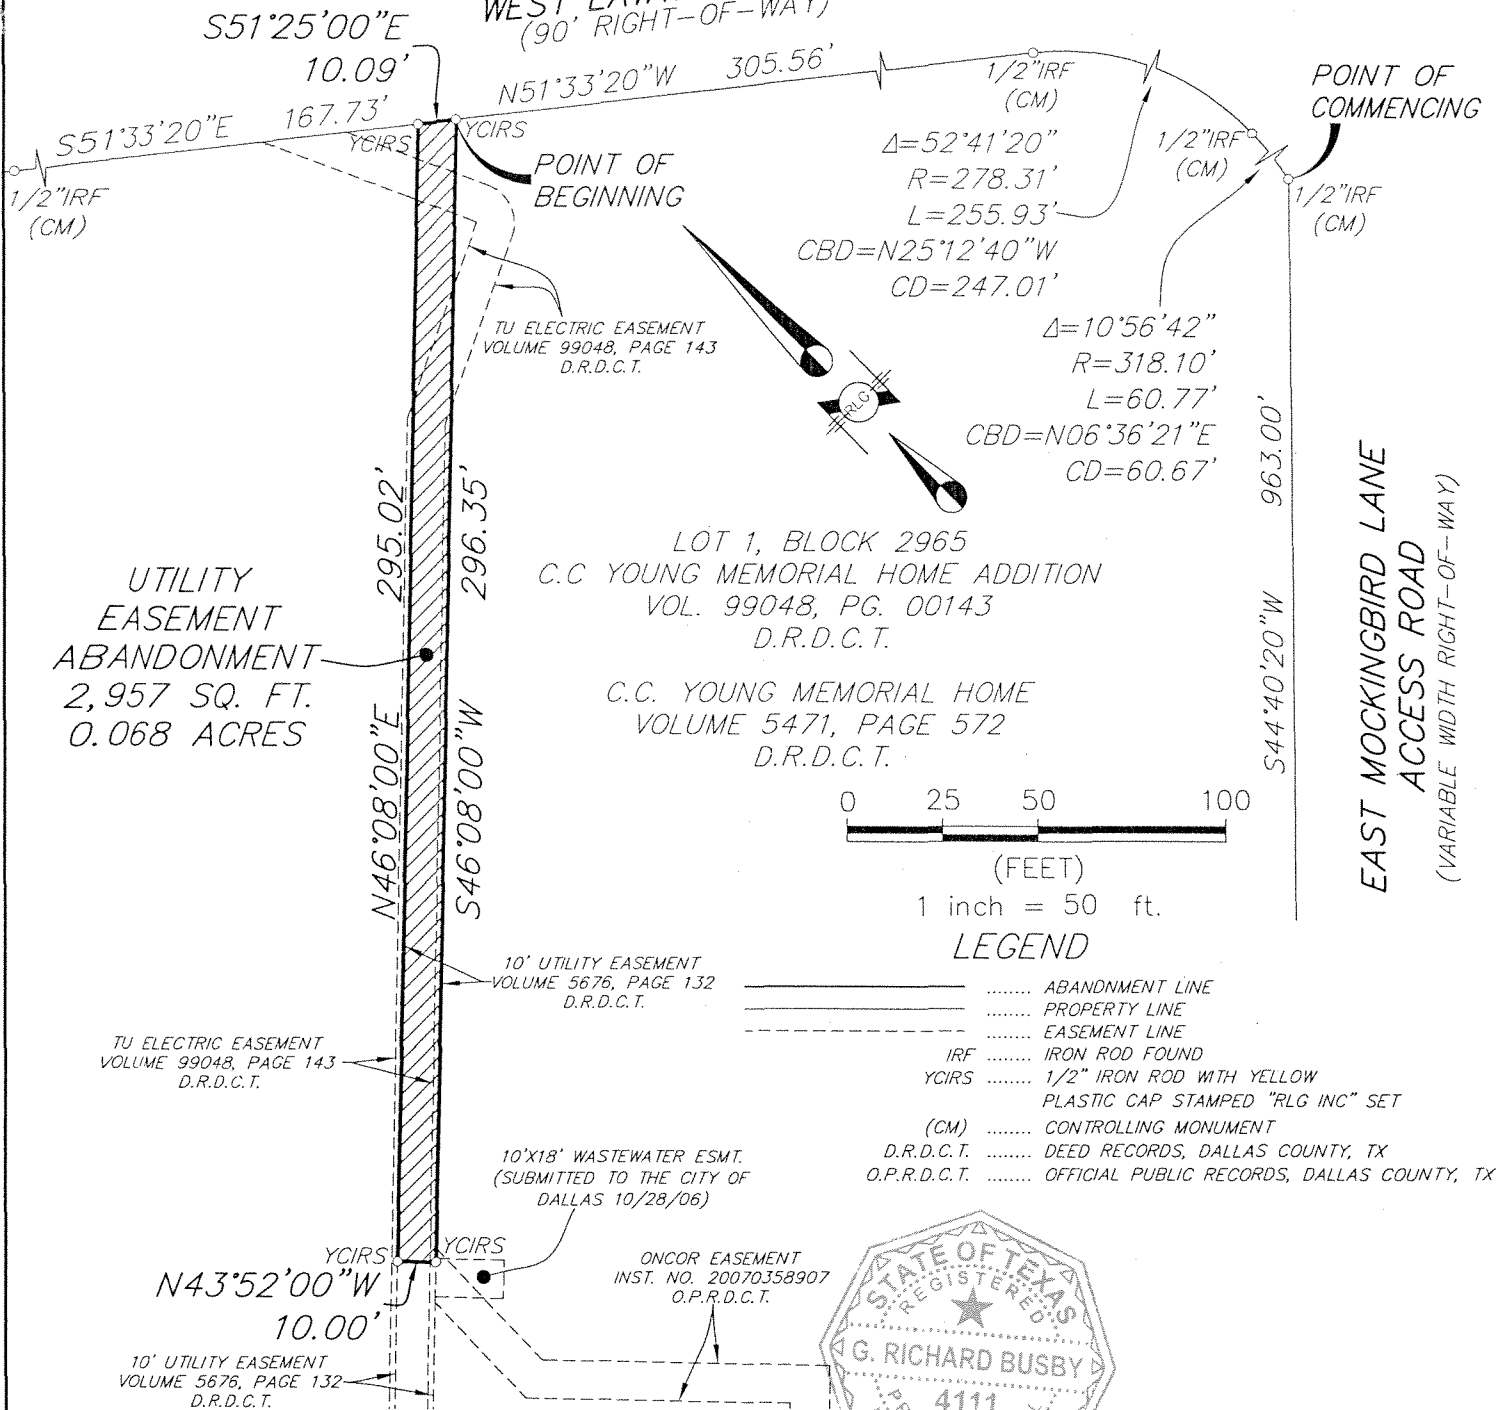 S51°25'00"E
10.09'
WEST
(90' RIGHT-OF-WAY)
S51°33'20"E 167.73'
N51°33'20"W 305.56'
1/2"IRF
(CM)
YCIRS
YCIRS
POINT OF
BEGINNING
1/2"IRF
(CM)
1/2"IRF
(CM)
1/2"IRF
(CM)
POINT OF
COMMENCING
Δ=52°41'20"
R=278.31'
L=255.93'
CBD=N25°12'40"W
CD=247.01'
Δ=10°56'42"
R=318.10'
L=60.77'
CBD=N06°36'21"E
CD=60.67'
TU ELECTRIC EASEMENT
VOLUME 99048, PAGE 143
D.R.D.C.T.
RLG
295.02'
296.35'
N46°08'00"E
S46°08'00"W
UTILITY
EASEMENT
ABANDONMENT
2,957 SQ. FT.
0.068 ACRES
LOT 1, BLOCK 2965
C.C YOUNG MEMORIAL HOME ADDITION
VOL. 99048, PG. 00143
D.R.D.C.T.
C.C. YOUNG MEMORIAL HOME
VOLUME 5471, PAGE 572
D.R.D.C.T.
S44°40'20"W 963.00'
EAST MOCKINGBIRD LANE
ACCESS ROAD
(VARIABLE WIDTH RIGHT-OF-WAY)
0 25 50 100
(FEET)
1 inch = 50 ft.
LEGEND
........ ABANDNMENT LINE
........ PROPERTY LINE
........ EASEMENT LINE
IRF ........ IRON ROD FOUND
YCIRS ........ 1/2" IRON ROD WITH YELLOW
PLASTIC CAP STAMPED "RLG INC" SET
(CM) ........ CONTROLLING MONUMENT
D.R.D.C.T. ........ DEED RECORDS, DALLAS COUNTY, TX
O.P.R.D.C.T. ........ OFFICIAL PUBLIC RECORDS, DALLAS COUNTY, TX
10' UTILITY EASEMENT
VOLUME 5676, PAGE 132
D.R.D.C.T.
TU ELECTRIC EASEMENT
VOLUME 99048, PAGE 143
D.R.D.C.T.
10'X18' WASTEWATER ESMT.
(SUBMITTED TO THE CITY OF
DALLAS 10/28/06)
YCIRS
YCIRS
N43°52'00"W
10.00'
ONCOR EASEMENT
INST. NO. 20070358907
O.P.R.D.C.T.
10' UTILITY EASEMENT
VOLUME 5676, PAGE 132
D.R.D.C.T.
STATE OF TEXAS
REGISTERED
G. RICHARD BUSBY
4111